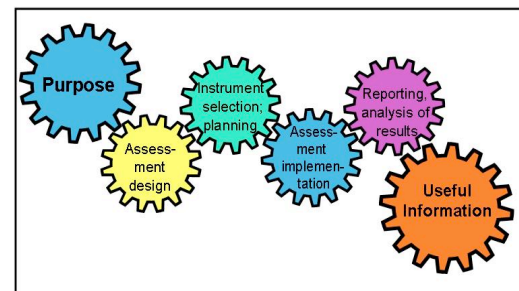 Purpose
Assess-
ment
design
Instrument
selection;
planning
Assess-
ment
implemen-
tation
Reporting,
analysis of
results
Useful
Information